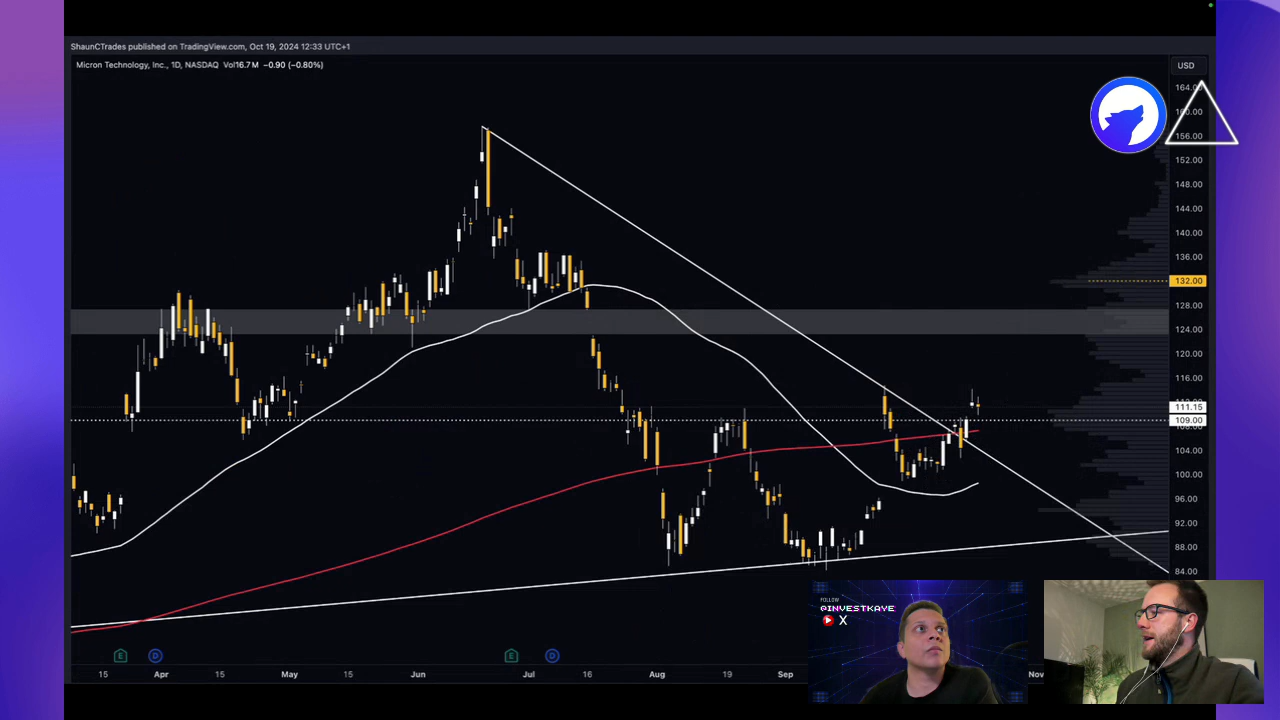 ShaunCTrades published on TradingView.com, Oct 19, 2024 12:33 UTC+1
Micron Technology, Inc., 1D, NASDAQ Vol16.7 M −0.90 (−0.80%)
USD
164.00
160.00
156.00
152.00
148.00
144.00
140.00
136.00
132.00
128.00
124.00
120.00
116.00
111.15
109.00
104.00
100.00
96.00
92.00
88.00
84.00
FOLLOW
@INVESTKAYE
X
E
D
E
D
15
Apr
15
May
15
Jun
Jul
16
Aug
19
Sep
Nov